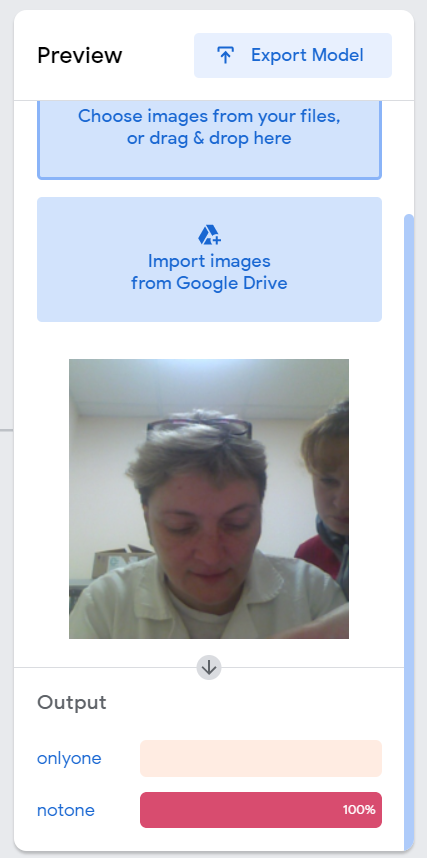 Preview
Export Model
Choose images from your files,
or drag & drop here
Import images
from Google Drive
Output
onlyone
notone
100%